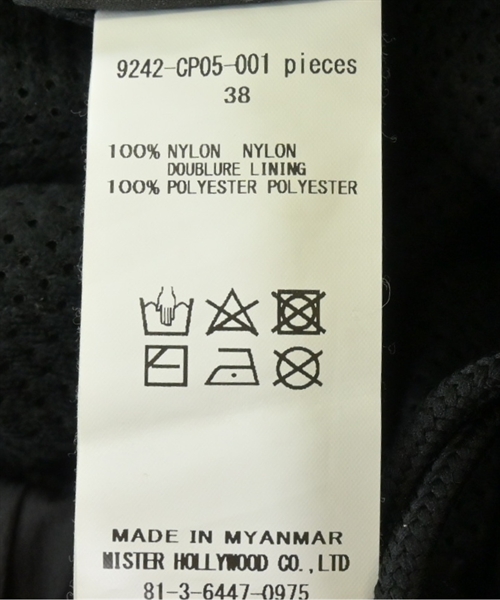 9242-CP05-001 pieces
38
100% NYLON NYLON
DOUBLURE LINING
100% POLYESTER POLYESTER
MADE IN MYANMAR
MISTER HOLLYWOOD CO.,LTD
81-3-6447-0975